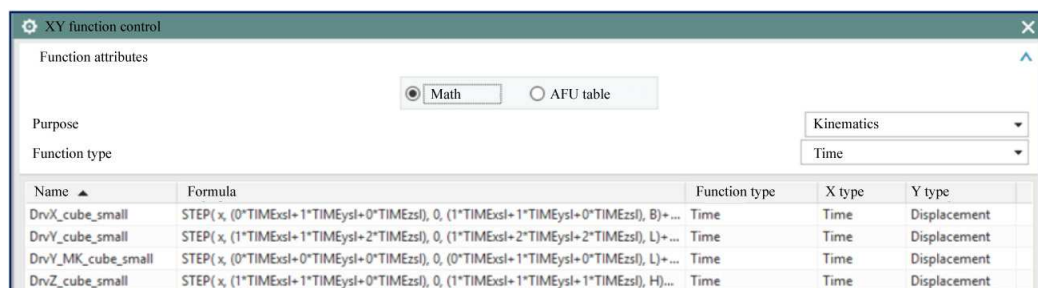 XY function control
Function attributes
Math AFU table
Purpose Kinematics
Function type Time
Name Formula Function type X type Y type
DrvX_cube_small STEP( x, (0*TIMExsl+1*TIMEysl+0*TIMEzsl), 0, (1*TIMExsl+1*TIMEysl+0*TIMEzsl), B)+... Time Time Displacement
DrvY_cube_small STEP( x, (1*TIMExsl+1*TIMEysl+2*TIMEzsl), 0, (1*TIMExsl+2*TIMEysl+2*TIMEzsl), L)+... Time Time Displacement
DrvY_MK_cube_small STEP( x, (0*TIMExsl+0*TIMEysl+0*TIMEzsl), 0, (0*TIMExsl+1*TIMEysl+0*TIMEzsl), L)+... Time Time Displacement
DrvZ_cube_small STEP( x, (1*TIMExsl+1*TIMEysl+0*TIMEzsl), 0, (1*TIMExsl+1*TIMEysl+1*TIMEzsl), H)... Time Time Displacement